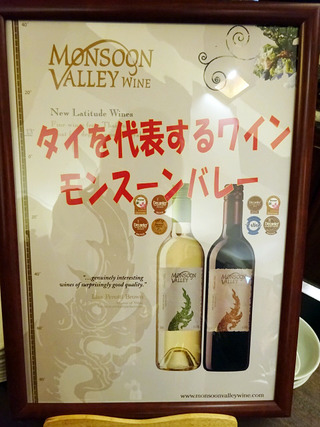 MONSOON
VALLEY WINE
New Latitude Wines
タイを代表するワイン
モンスーンバレー
"...genuinely interesting
wines of surprisingly good quality."
MONSOON
VALLEY
MONSOON
VALLEY
www.monsoonvalleywine.com